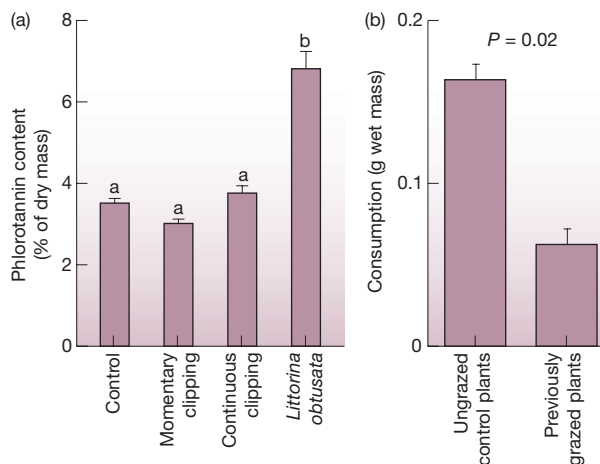 (a)
8
6
4
2
0
Phlorotannin content
(% of dry mass)
a
a
a
b
Control
Momentary
clipping
Continuous
clipping
Littorina
obtusata
(b)
0.2
0.1
0
Consumption (g wet mass)
P = 0.02
Ungrazed
control plants
Previously
grazed plants